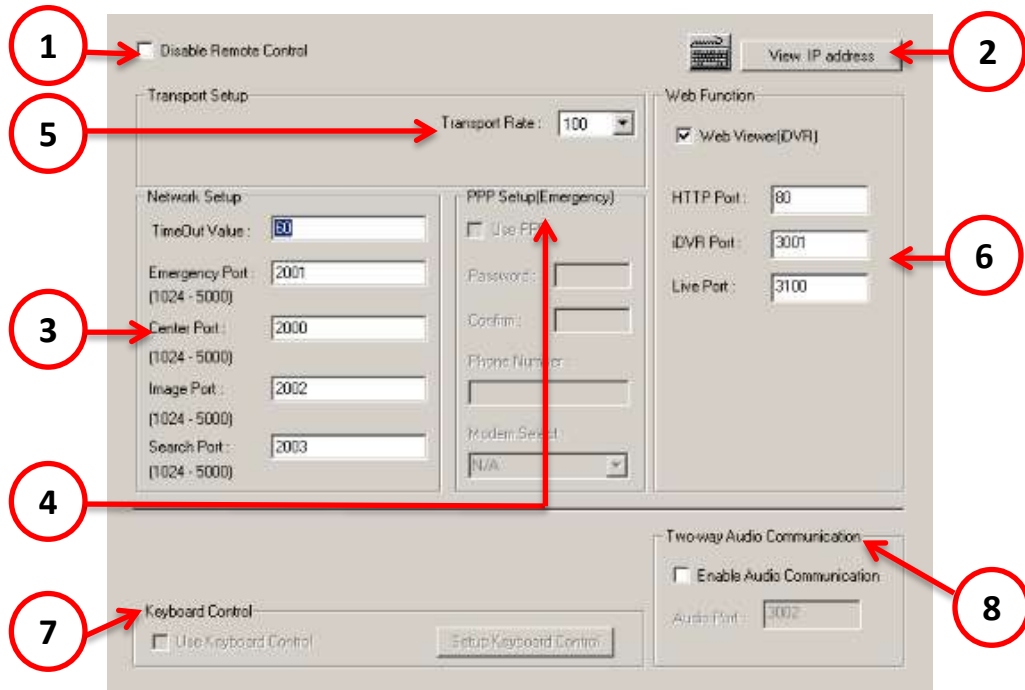 1
Disable Remote Control
View IP address
2
Transport Setup
Transport Rate : 100
5
Web Function
Web Viewer(iDVR)
HTTP Port : 80
iDVR Port : 3001
Live Port : 3100
6
Network Setup
TimeOut Value : 60
Emergency Port : 2001
(1024 - 5000)
3
Center Port : 2000
(1024 - 5000)
Image Port : 2002
(1024 - 5000)
Search Port : 2003
(1024 - 5000)
PPP Setup(Emergency)
Use PPP
Password :
Confirm :
Phone Number :
Modem Select :
N/A
4
Two-way Audio Communication
Enable Audio Communication
Audio Port : 3002
8
Keyboard Control
7
Use Keyboard Control
Setup Keyboard Control